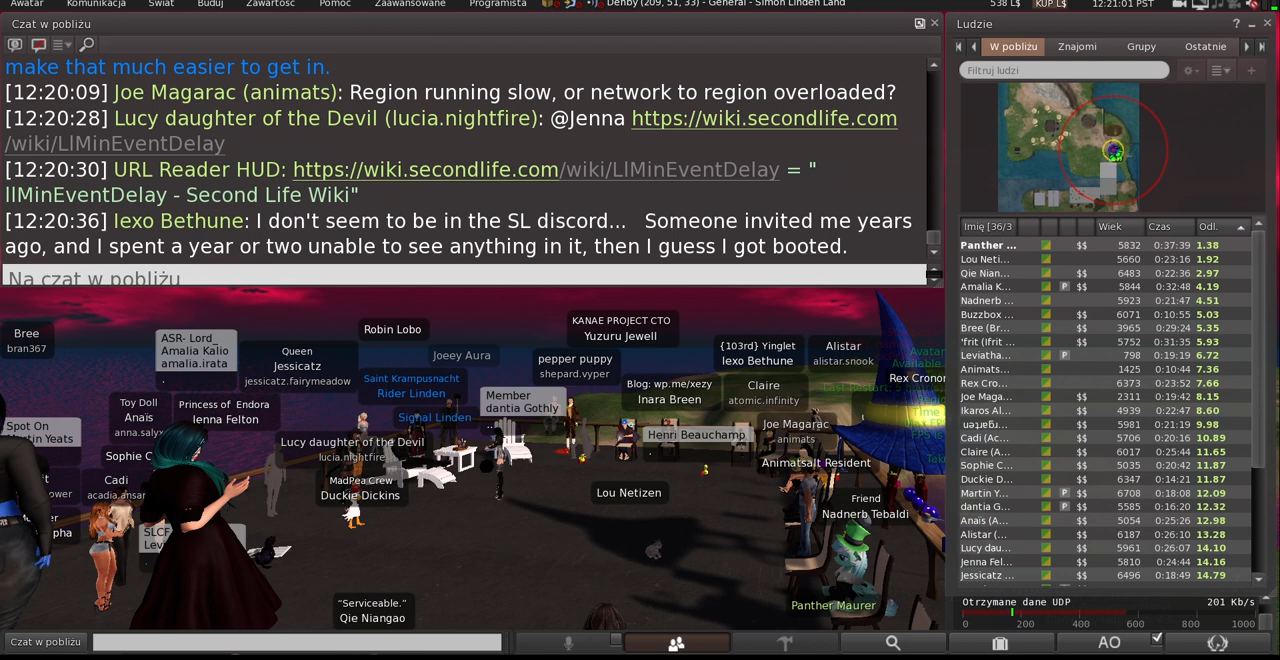 Awatar Komunikacja Świat Buduj Zawartość Pomoc Zaawansowane Programista Denby (209, 51, 33) - General - Simon Linden Land 538 L$ KUP L$ 12:21:01 PST
Czat w pobliżu
make that much easier to get in.
[12:20:09] Joe Magarac (animats): Region running slow, or network to region overloaded?
[12:20:28] Lucy daughter of the Devil (lucia.nightfire): @Jenna https://wiki.secondlife.com
/wiki/LlMinEventDelay
[12:20:30] URL Reader HUD: https://wiki.secondlife.com/wiki/LlMinEventDelay = "
llMinEventDelay - Second Life Wiki"
[12:20:36] Iexo Bethune: I don't seem to be in the SL discord... Someone invited me years
ago, and I spent a year or two unable to see anything in it, then I guess I got booted.
Na czat w pobliżu
Bree
bran367
ASR- Lord_
Amalia Kalio
amalia.irata
.
Robin Lobo
KANAE PROJECT CTO
Yuzuru Jewell
Queen
Jessicatz
jessicatz.fairymeadow
Joeey Aura
pepper puppy
shepard.vyper
{103rd} Yinglet
Iexo Bethune
Alistar
alistar.snook
Saint Krampusnacht
Rider Linden
Blog: wp.me/xezy
Inara Breen
Claire
atomic.infinity
Rex Cronon
Toy Doll
Anaïs
anna.salyx
Princess of Endora
Jenna Felton
Member
dantia Gothly
.
Signal Linden
Spot On
Martin Yeats
Lucy daughter of the Devil
lucia.nightfire
Henri Beauchamp
.
Joe Magarac
animats
Sophie C
Animatsalt Resident
MadPea Crew
Duckie Dickins
Cadi
acadia.ansar
Lou Netizen
Friend
Nadnerb Tebaldi
SLCF
Levi
"Serviceable."
Qie Niangao
Panther Maurer
Czat w pobliżu
Ludzie
W pobliżu Znajomi Grupy Ostatnie
Filtruj ludzi
Imię [36/3 Wiek Czas Odl.
Panther ... $$ 5832 0:37:39 1.38
Lou Neti... 5660 0:23:16 1.92
Qie Nian... $$ 6483 0:22:36 2.97
Amalia K... P $$ 5844 0:32:48 4.19
Nadnerb ... 5923 0:21:47 4.51
Buzzbox ... $$ 6071 0:10:55 5.03
Bree (Br... $$ 3965 0:29:24 5.35
'frit (Ifrit ... $$ 5752 0:31:35 5.93
Leviatha... P 798 0:19:19 6.72
Animats... 1425 0:10:44 7.36
Rex Cro... 6373 0:23:52 7.66
Joe Maga... $$ 2311 0:19:42 8.15
Ikaros Al... $$ 4939 0:22:47 8.60
$$ 5981 0:21:19 9.98
Cadi (Ac... $$ 5706 0:20:16 10.89
Claire (A... $$ 6017 0:25:44 11.65
Sophie C... $$ 5035 0:20:42 11.87
Duckie D... $$ 6347 0:14:21 11.87
Martin Y... P $$ 6708 0:18:08 12.09
dantia G... P $$ 5585 0:16:20 12.32
Anaïs (A... $$ 5054 0:25:26 12.98
Alistar (... $$ 6187 0:26:10 13.28
Lucy dau... $$ 5961 0:26:07 14.10
Jenna Fel... $$ 5810 0:24:44 14.16
Jessicatz ... $$ 6496 0:18:49 14.79
Otrzymane dane UDP 201 Kb/s
0 200 400 600 800 1000
AO